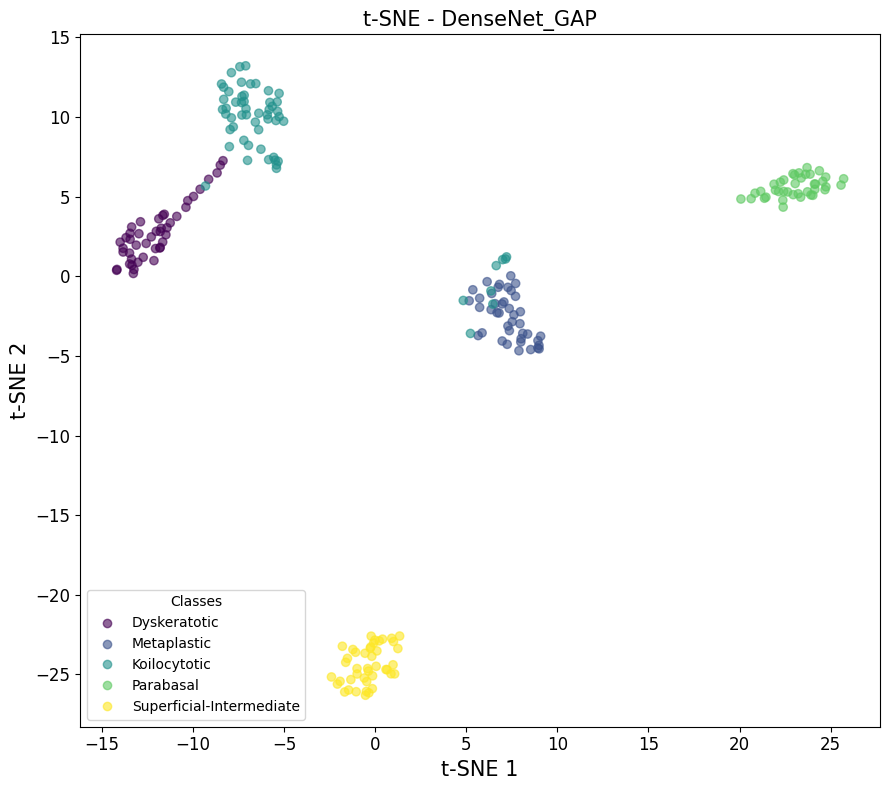 t-SNE - DenseNet_GAP
15
10
5
0
−5
−10
−15
−20
−25
t-SNE 2
Classes
Dyskeratotic
Metaplastic
Koilocytotic
Parabasal
Superficial-Intermediate
−15 −10 −5 0 5 10 15 20 25
t-SNE 1